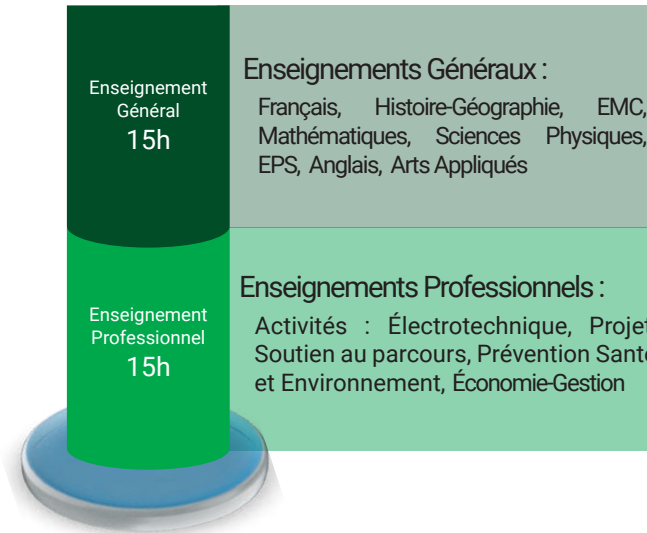 Enseignement
Général
15h
Enseignements Généraux :
Français, Histoire-Géographie, EMC,
Mathématiques, Sciences Physiques,
EPS, Anglais, Arts Appliqués
Enseignement
Professionnel
15h
Enseignements Professionnels :
Activités : Électrotechnique, Projet
Soutien au parcours, Prévention Santé
et Environnement, Économie-Gestion